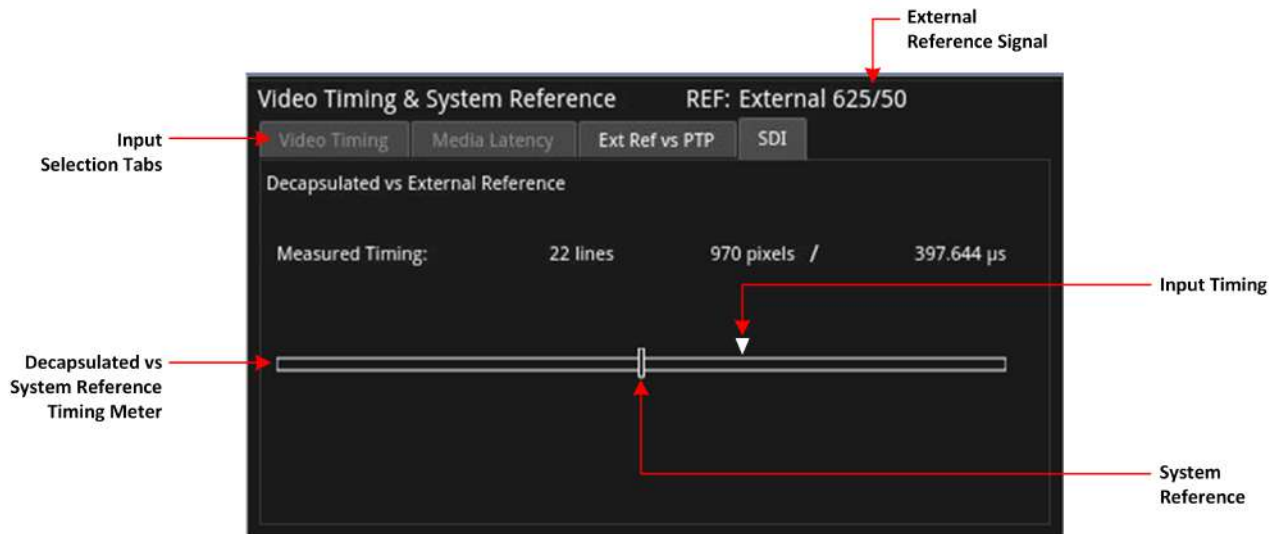 External
Reference Signal
Video Timing & System Reference REF: External 625/50
Input
Selection Tabs
Video Timing Media Latency Ext Ref vs PTP SDI
Decapsulated vs External Reference
Measured Timing: 22 lines 970 pixels / 397.644 µs
Input Timing
Decapsulated vs
System Reference
Timing Meter
System
Reference